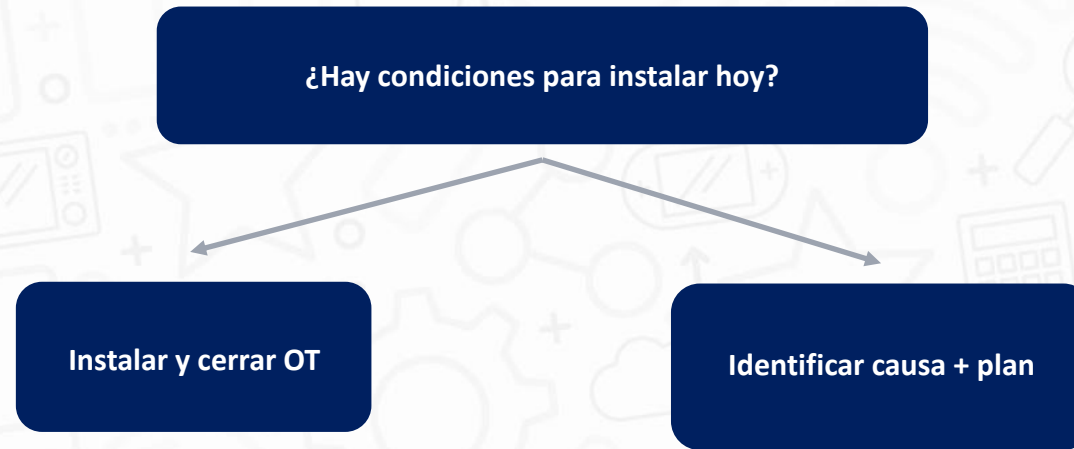 ¿Hay condiciones para instalar hoy?
Instalar y cerrar OT
Identificar causa + plan